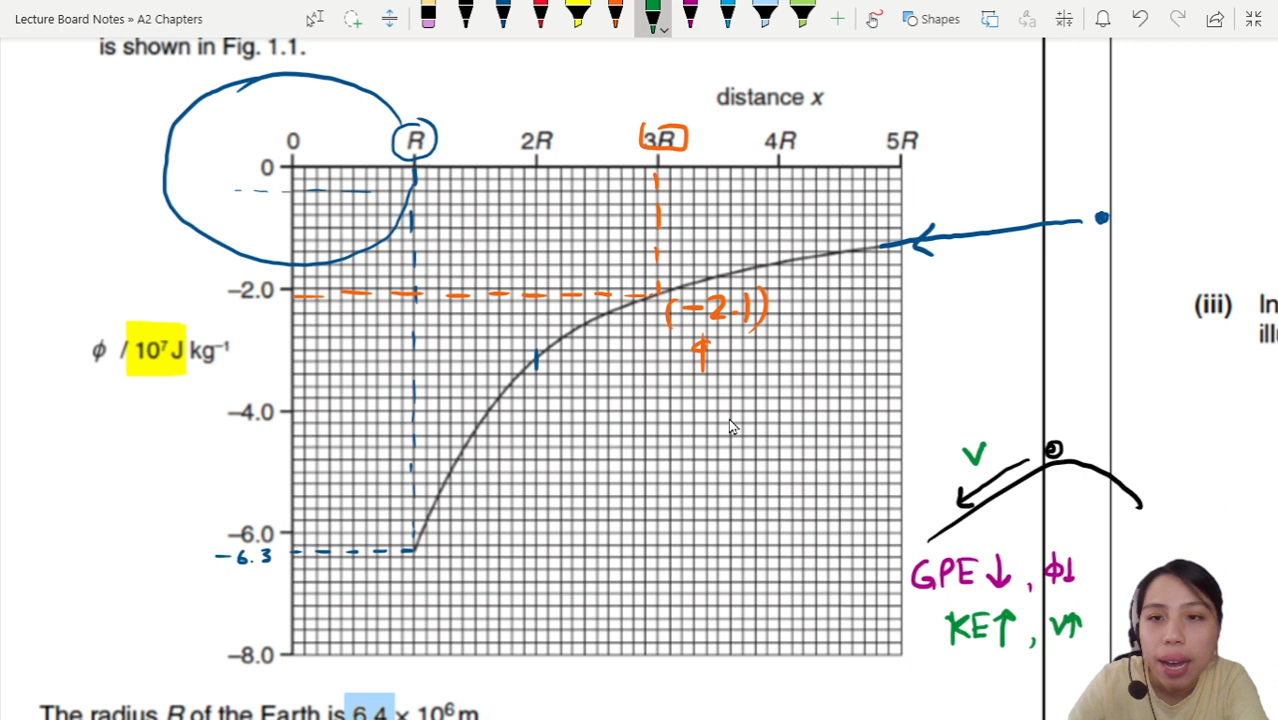 Lecture Board Notes » A2 Chapters
Shapes
is shown in Fig. 1.1.
distance x
0 R 2R 3R 4R 5R
0
−2.0
(−2.1)
ϕ / 10⁷ J kg⁻¹
ϕ
−4.0
−6.0
−6.3
−8.0
(iii) In
illu
v
GPE↓, ϕ↓
KE↑, v↑
The radius R of the Earth is 6.4 × 10⁶ m